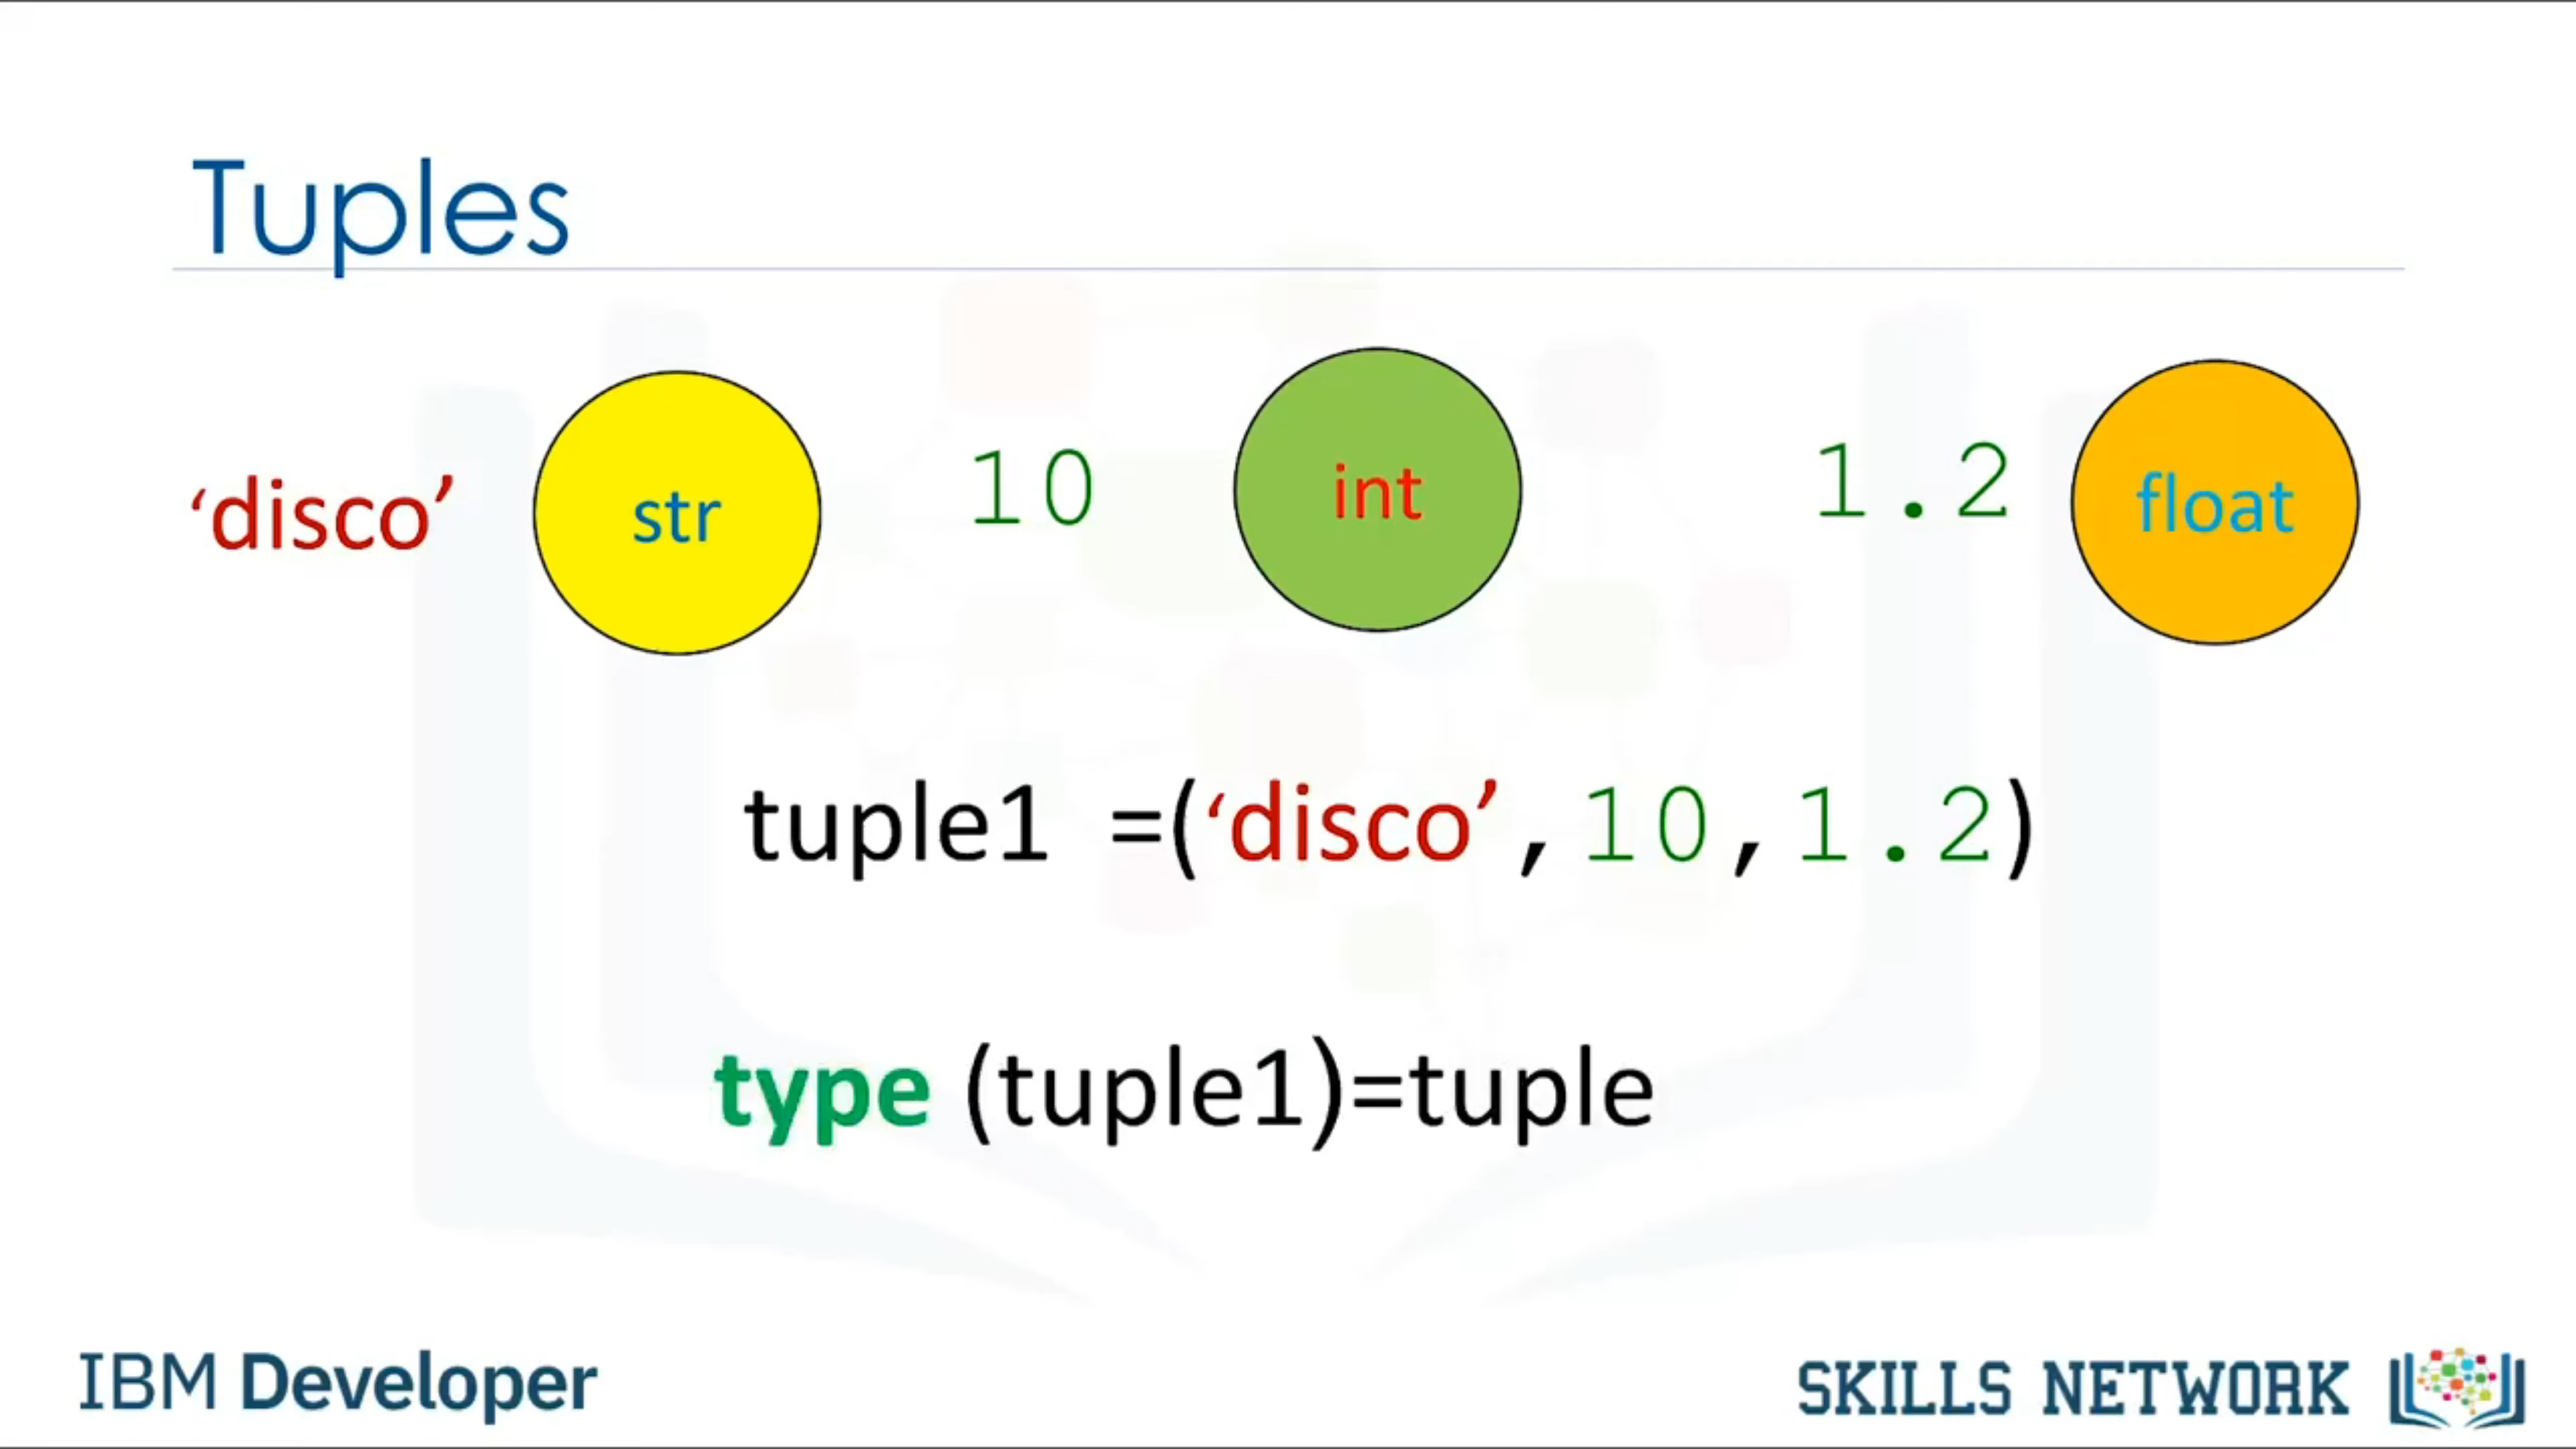 Tuples
‘disco’ str 10 int 1.2 float
tuple1 =(‘disco’,10,1.2)
type (tuple1)=tuple
IBM Developer SKILLS NETWORK